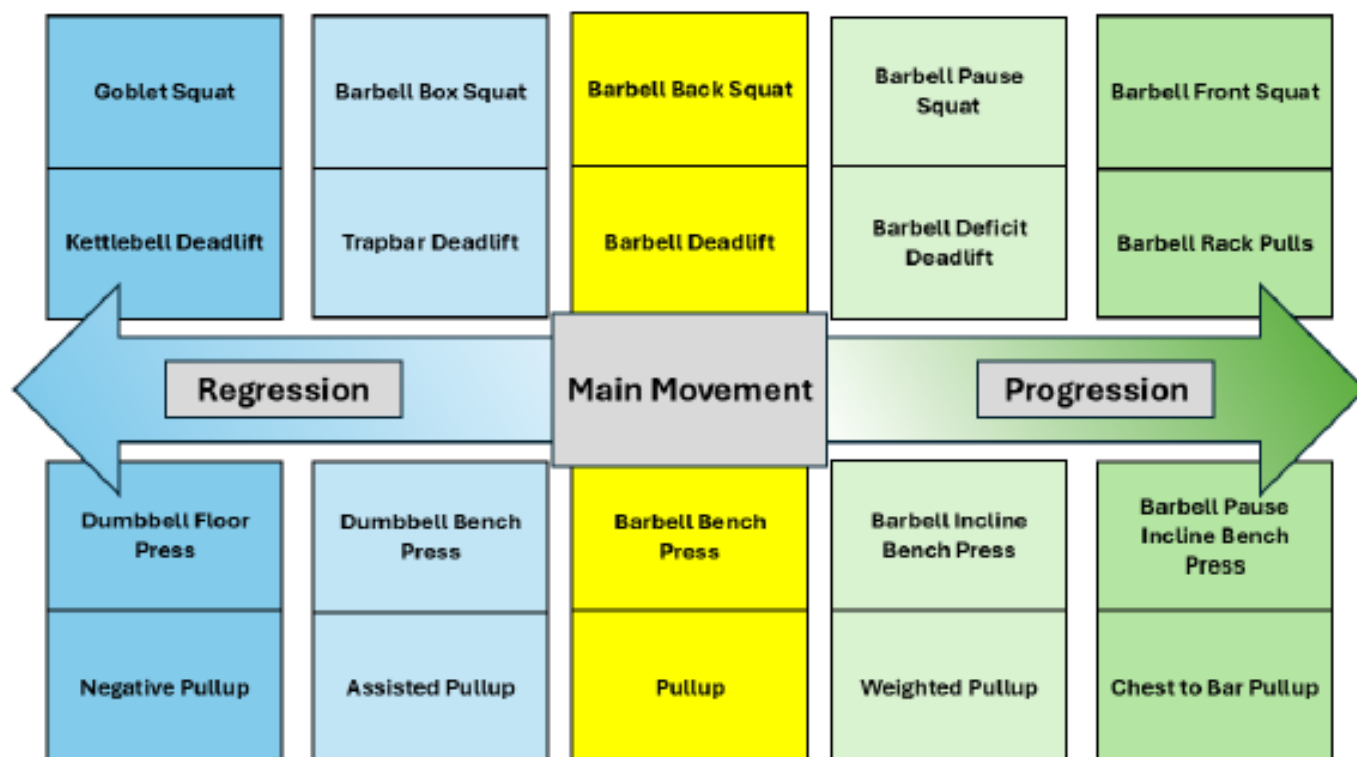 Goblet Squat
Barbell Box Squat
Barbell Back Squat
Barbell Pause
Squat
Barbell Front Squat
Kettlebell Deadlift
Trapbar Deadlift
Barbell Deadlift
Barbell Deficit
Deadlift
Barbell Rack Pulls
Regression
Main Movement
Progression
Dumbbell Floor
Press
Dumbbell Bench
Press
Barbell Bench
Press
Barbell Incline
Bench Press
Barbell Pause
Incline Bench
Press
Negative Pullup
Assisted Pullup
Pullup
Weighted Pullup
Chest to Bar Pullup